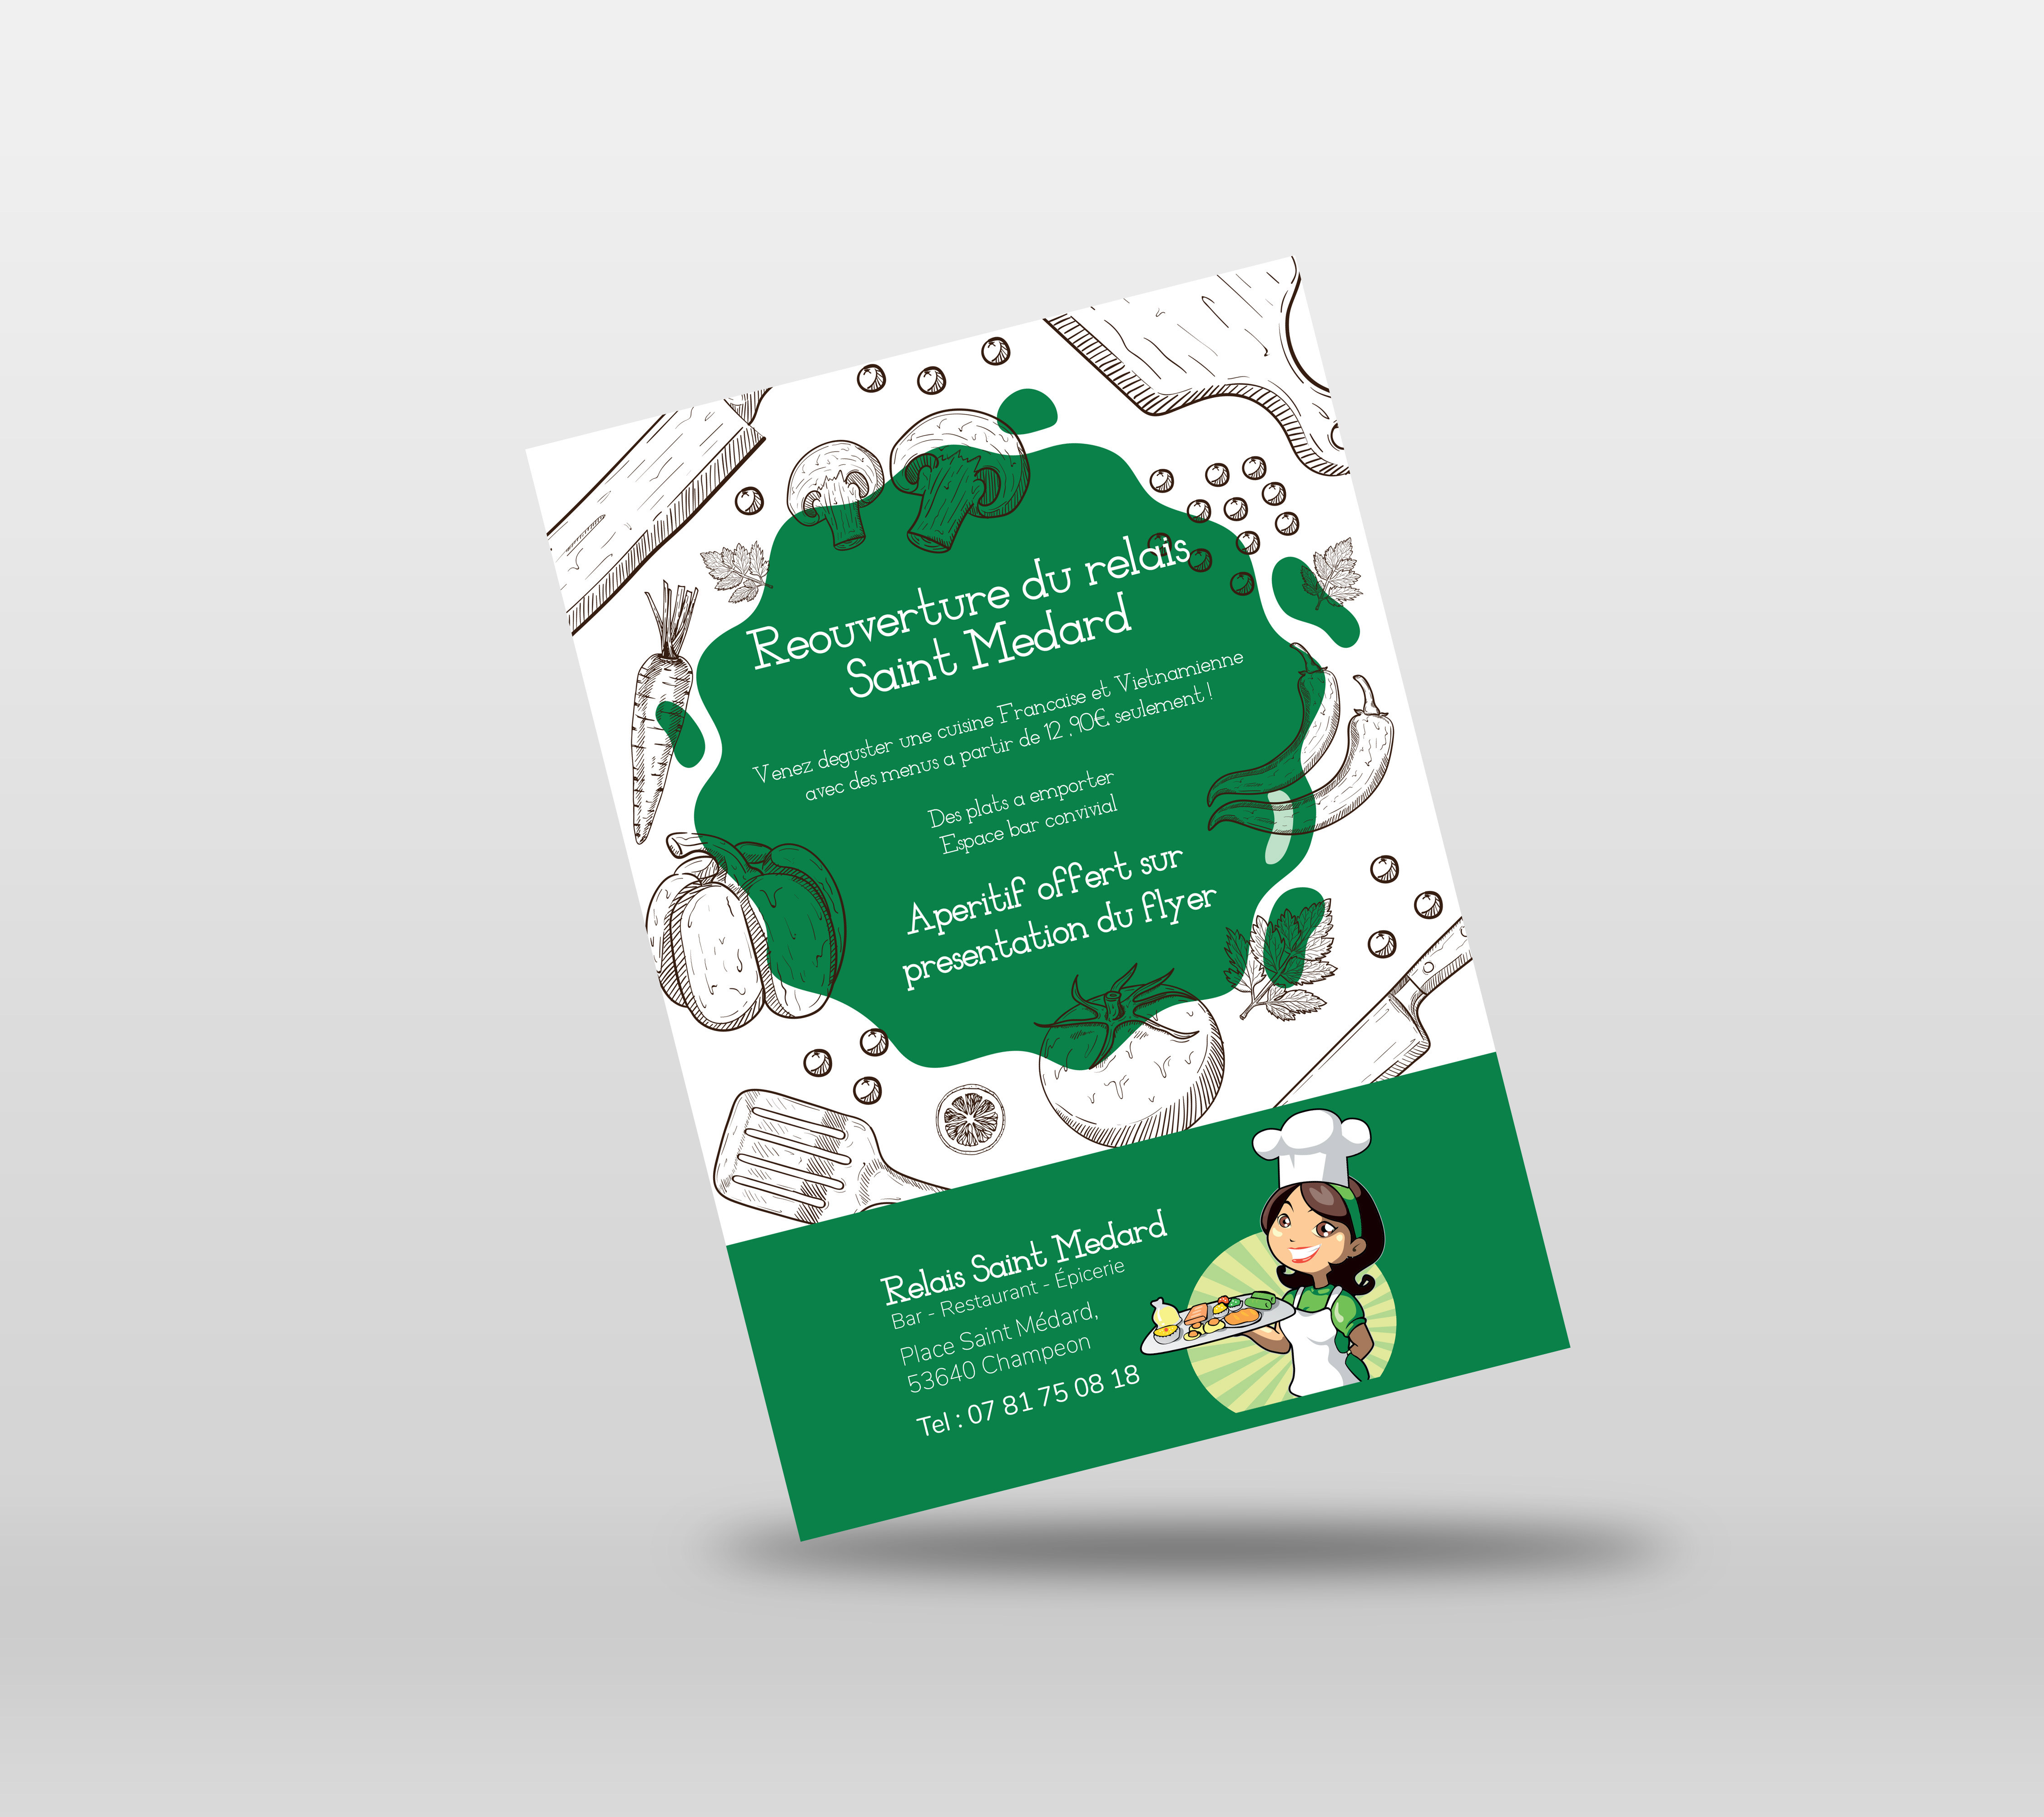 Reouverture du relais
Saint Medard
Venez deguster une cuisine Francaise et Vietnamienne
avec des menus a partir de 12 ,90€ seulement !
Des plats a emporter
Espace bar convivial
Aperitif offert sur
presentation du flyer
Relais Saint Medard
Bar - Restaurant - Épicerie
Place Saint Médard,
53640 Champeon
Tel : 07 81 75 08 18